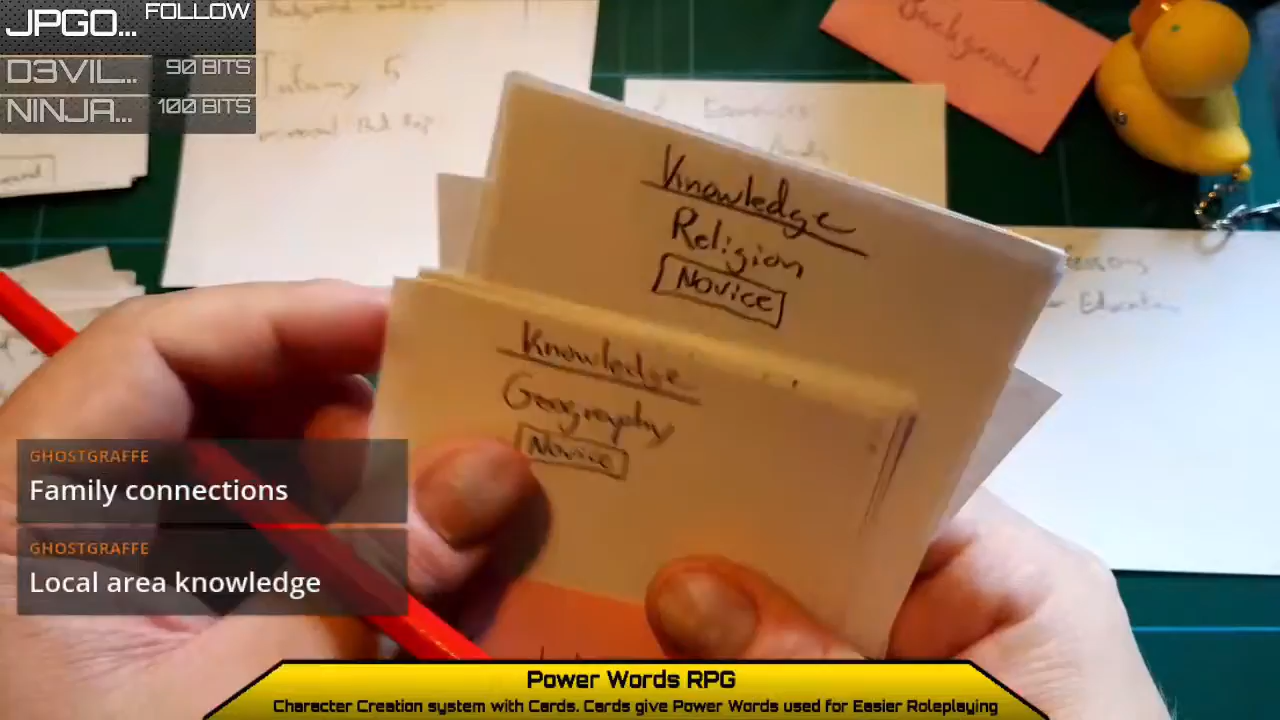 JPGO... FOLLOW
D3VIL... 90 BITS
NINJA... 100 BITS
Background
Knowledge
Religion
Novice
Knowledge
Geography
Novice
GHOSTGRAFFE
Family connections
GHOSTGRAFFE
Local area knowledge
Power Words RPG
Character Creation system with Cards. Cards give Power Words used for Easier Roleplaying